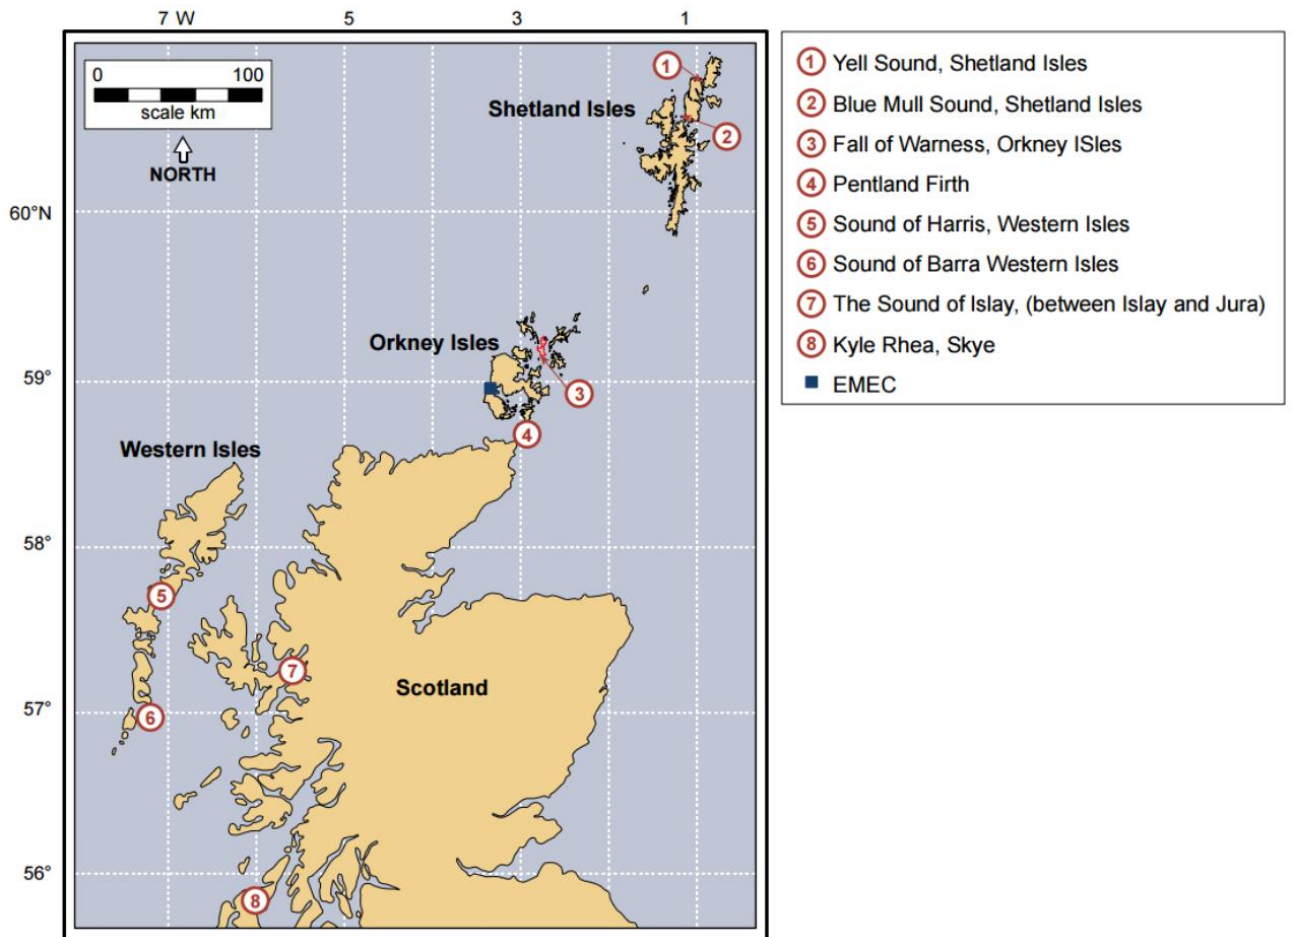 7 W 5 3 1
0 100
scale km
NORTH
Shetland Isles
1
2
60°N
Orkney Isles
59°
3
4
Western Isles
58°
5
7
Scotland
57°
6
56°
8
1 Yell Sound, Shetland Isles
2 Blue Mull Sound, Shetland Isles
3 Fall of Warness, Orkney ISles
4 Pentland Firth
5 Sound of Harris, Western Isles
6 Sound of Barra Western Isles
7 The Sound of Islay, (between Islay and Jura)
8 Kyle Rhea, Skye
EMEC